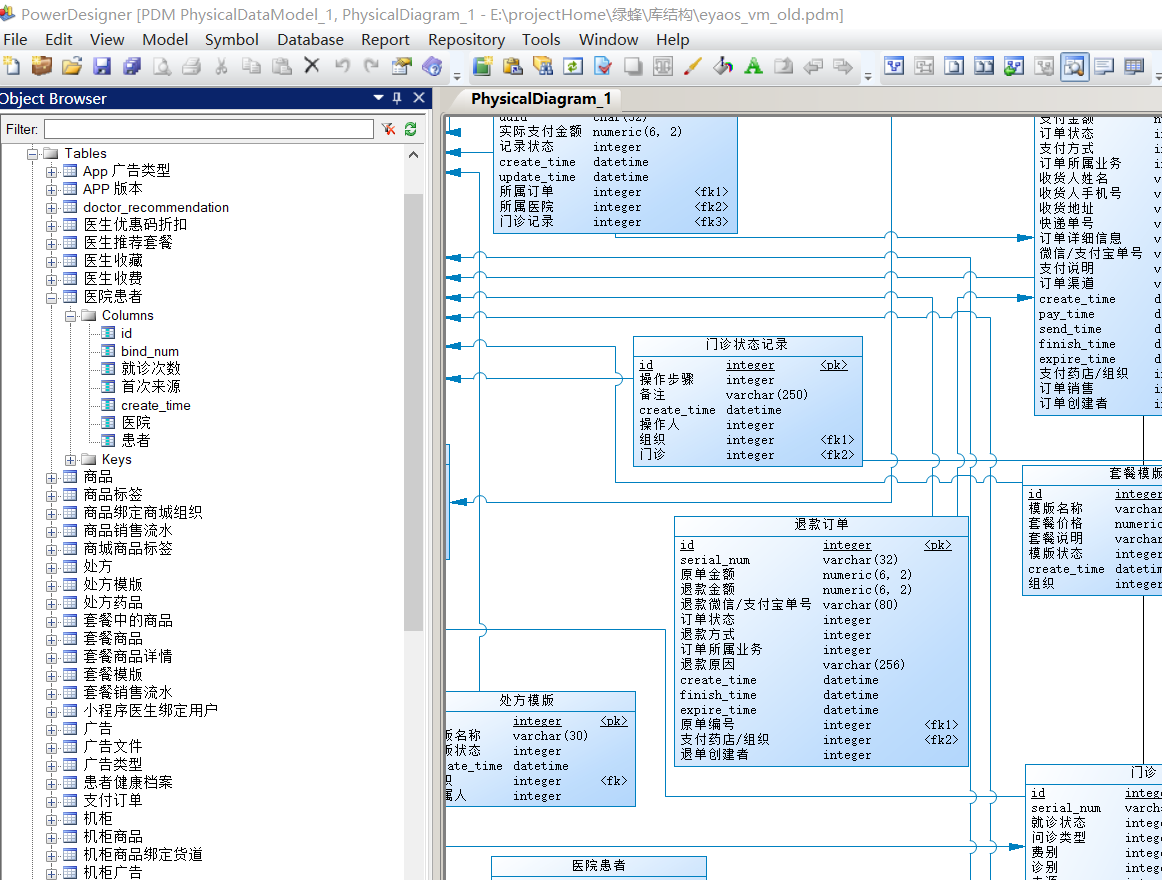 PowerDesigner [PDM PhysicalDataModel_1, PhysicalDiagram_1 - E:\projectHome\绿蜂\库结构\eyaos_vm_old.pdm]
File Edit View Model Symbol Database Report Repository Tools Window Help
Object Browser
Filter:
Tables
App 广告类型
APP 版本
doctor_recommendation
医生优惠码折扣
医生推荐套餐
医生收藏
医生收费
医院患者
Columns
id
bind_num
就诊次数
首次来源
create_time
医院
患者
Keys
商品
商品标签
商品绑定商城组织
商品销售流水
商城商品标签
处方
处方模版
处方药品
套餐中的商品
套餐商品
套餐商品详情
套餐模版
套餐销售流水
小程序医生绑定用户
广告
广告文件
广告类型
患者健康档案
支付订单
机柜
机柜商品
机柜商品绑定货道
机柜广告
PhysicalDiagram_1
uuid char(32)
实际支付金额 numeric(6, 2)
记录状态 integer
create_time datetime
update_time datetime
所属订单 integer <fk1>
所属医院 integer <fk2>
门诊记录 integer <fk3>
支付金额 n
订单状态 i
支付方式 i
订单所属业务 i
收货人姓名 v
收货人手机号 v
收货地址 v
快递单号 v
订单详细信息 v
微信/支付宝单号 v
支付说明 v
订单渠道 v
create_time d
pay_time d
send_time d
finish_time d
expire_time d
支付药店/组织 i
订单销售 i
订单创建者 i
门诊状态记录
id integer <pk>
操作步骤 integer
备注 varchar(250)
create_time datetime
操作人 integer
组织 integer <fk1>
门诊 integer <fk2>
套餐模版
id integer
模版名称 varchar
套餐价格 numeric
套餐说明 varchar
模版状态 integer
create_time datetim
组织 integer
退款订单
id integer <pk>
serial_num varchar(32)
原单金额 numeric(6, 2)
退款金额 numeric(6, 2)
退款微信/支付宝单号 varchar(80)
订单状态 integer
退款方式 integer
订单所属业务 integer
退款原因 varchar(256)
create_time datetime
finish_time datetime
expire_time datetime
原单编号 integer <fk1>
支付药店/组织 integer <fk2>
退单创建者 integer
处方模版
integer <pk>
版名称 varchar(30)
版状态 integer
ate_time datetime
织 integer <fk>
属人 integer
门诊
id intege
serial_num varch
就诊状态 intege
问诊类型 intege
费别 intege
诊别 intege
医院患者